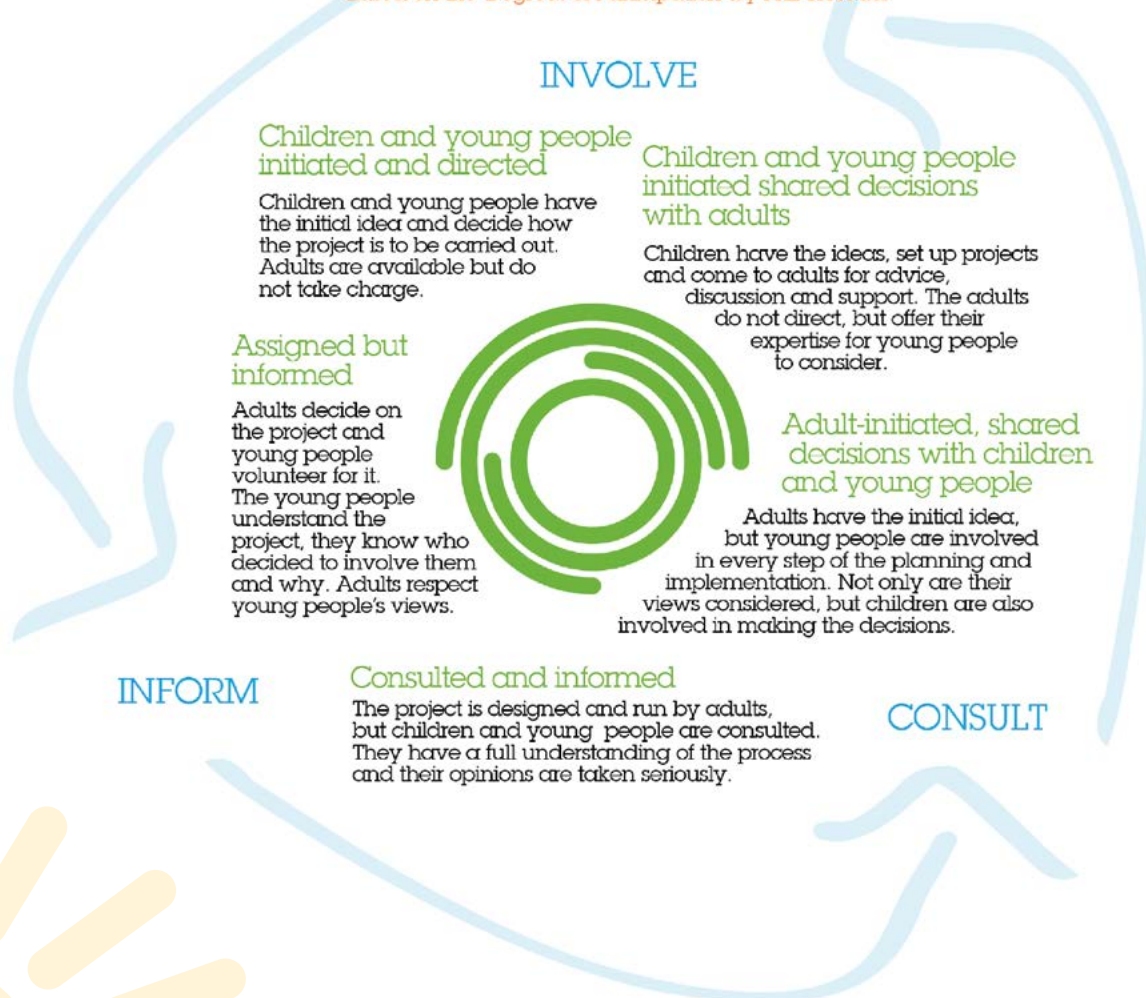 INVOLVE
Children and young people
initiated and directed
Children and young people have
the initial idea and decide how
the project is to be carried out.
Adults are available but do
not take charge.
Children and young people
initiated shared decisions
with adults
Children have the ideas, set up projects
and come to adults for advice,
discussion and support. The adults
do not direct, but offer their
expertise for young people
to consider.
Assigned but
informed
Adults decide on
the project and
young people
volunteer for it.
The young people
understand the
project, they know who
decided to involve them
and why. Adults respect
young people's views.
Adult-initiated, shared
decisions with children
and young people
Adults have the initial idea,
but young people are involved
in every step of the planning and
implementation. Not only are their
views considered, but children are also
involved in making the decisions.
INFORM
Consulted and informed
The project is designed and run by adults,
but children and young people are consulted.
They have a full understanding of the process
and their opinions are taken seriously.
CONSULT